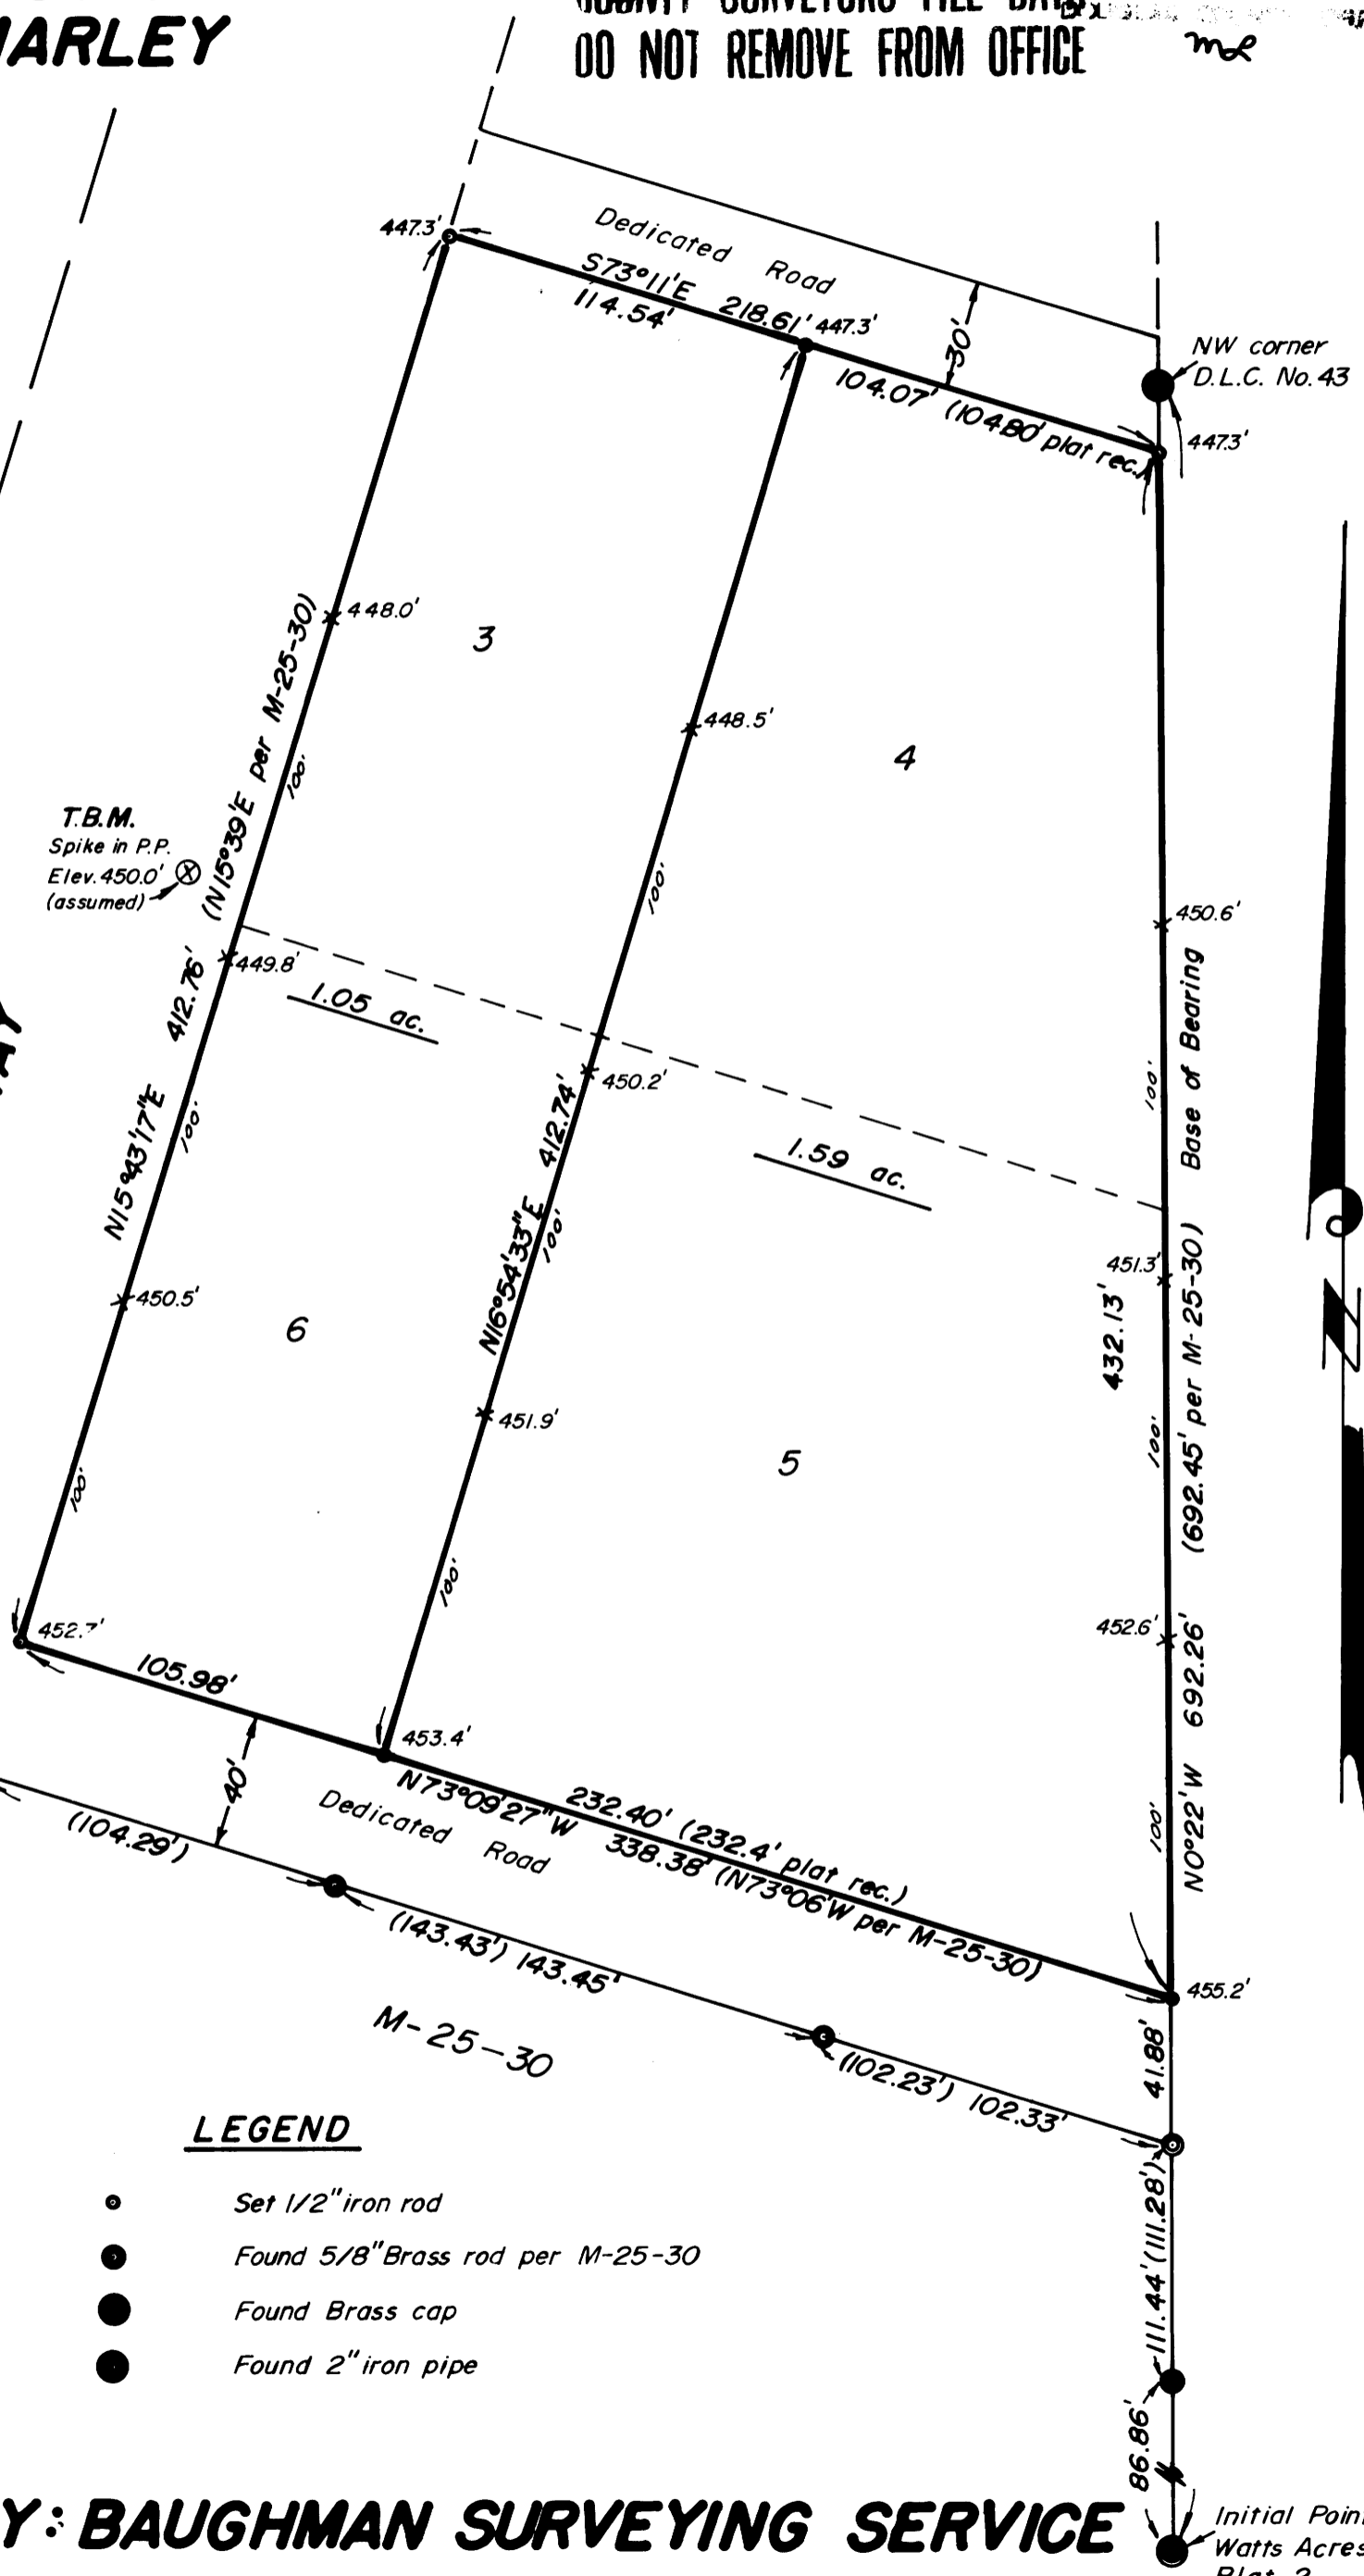 HARLEY
COUNTY SURVEYORS FILE
DO NOT REMOVE FROM OFFICE
447.3'
Dedicated Road
S73°11'E 218.61'
114.54'
447.3'
30'
104.07' (104.80' plat rec.)
NW corner
D.L.C. No. 43
447.3'
448.0'
3
448.5'
4
(N15°39'E per M-25-30)
100'
T.B.M.
Spike in P.P.
Elev. 450.0'
(assumed)
100'
450.6'
412.76'
449.8'
1.05 ac.
Base of Bearing
AY
450.2'
100'
412.74'
1.59 ac.
N15°43'17"E
100'
N16°54'33"E
100'
451.3'
432.13'
(692.45' per M-25-30)
N
450.5'
6
451.9'
5
100'
100'
100'
452.6'
692.26'
452.7'
105.98'
453.4'
40'
N73°09'27"W 338.38' (N73°06'W per M-25-30)
232.40' (232.4' plat rec.)
Dedicated Road
100'
N0°22'W
(104.29')
(143.43') 143.45'
455.2'
M-25-30
41.88'
(102.23') 102.33'
LEGEND
Set 1/2" iron rod
Found 5/8" Brass rod per M-25-30
Found Brass cap
Found 2" iron pipe
111.44' (111.28')
86.86'
Y: BAUGHMAN SURVEYING SERVICE
Initial Poin
Watts Acres
Plat 2